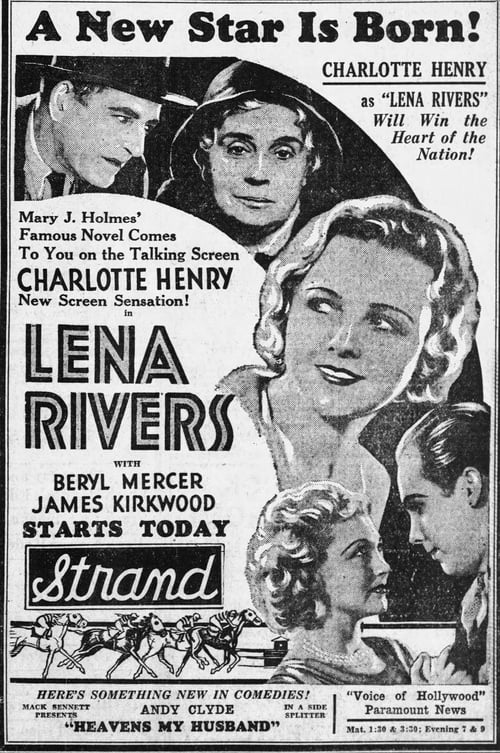 A New Star Is Born!
CHARLOTTE HENRY
as "LENA RIVERS"
Will Win the
Heart of the
Nation!
Mary J. Holmes'
Famous Novel Comes
To You on the Talking Screen
CHARLOTTE HENRY
New Screen Sensation!
in
LENA
RIVERS
WITH
BERYL MERCER
JAMES KIRKWOOD
STARTS TODAY
Strand
HERE'S SOMETHING NEW IN COMEDIES!
MACK SENNETT
PRESENTS
ANDY CLYDE
IN A SIDE
SPLITTER
"HEAVENS MY HUSBAND"
"Voice of Hollywood"
Paramount News
Mat. 1:30 & 3:30; Evening 7 & 9